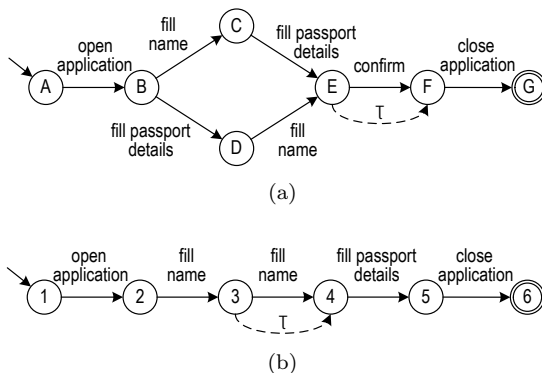 fill
name
C
fill passport
details
open
application
confirm
close
application
A
B
E
F
G
τ
fill passport
details
D
fill
name
(a)
open
application
fill
name
fill
name
fill passport
details
close
application
1
2
3
4
5
6
τ
(b)